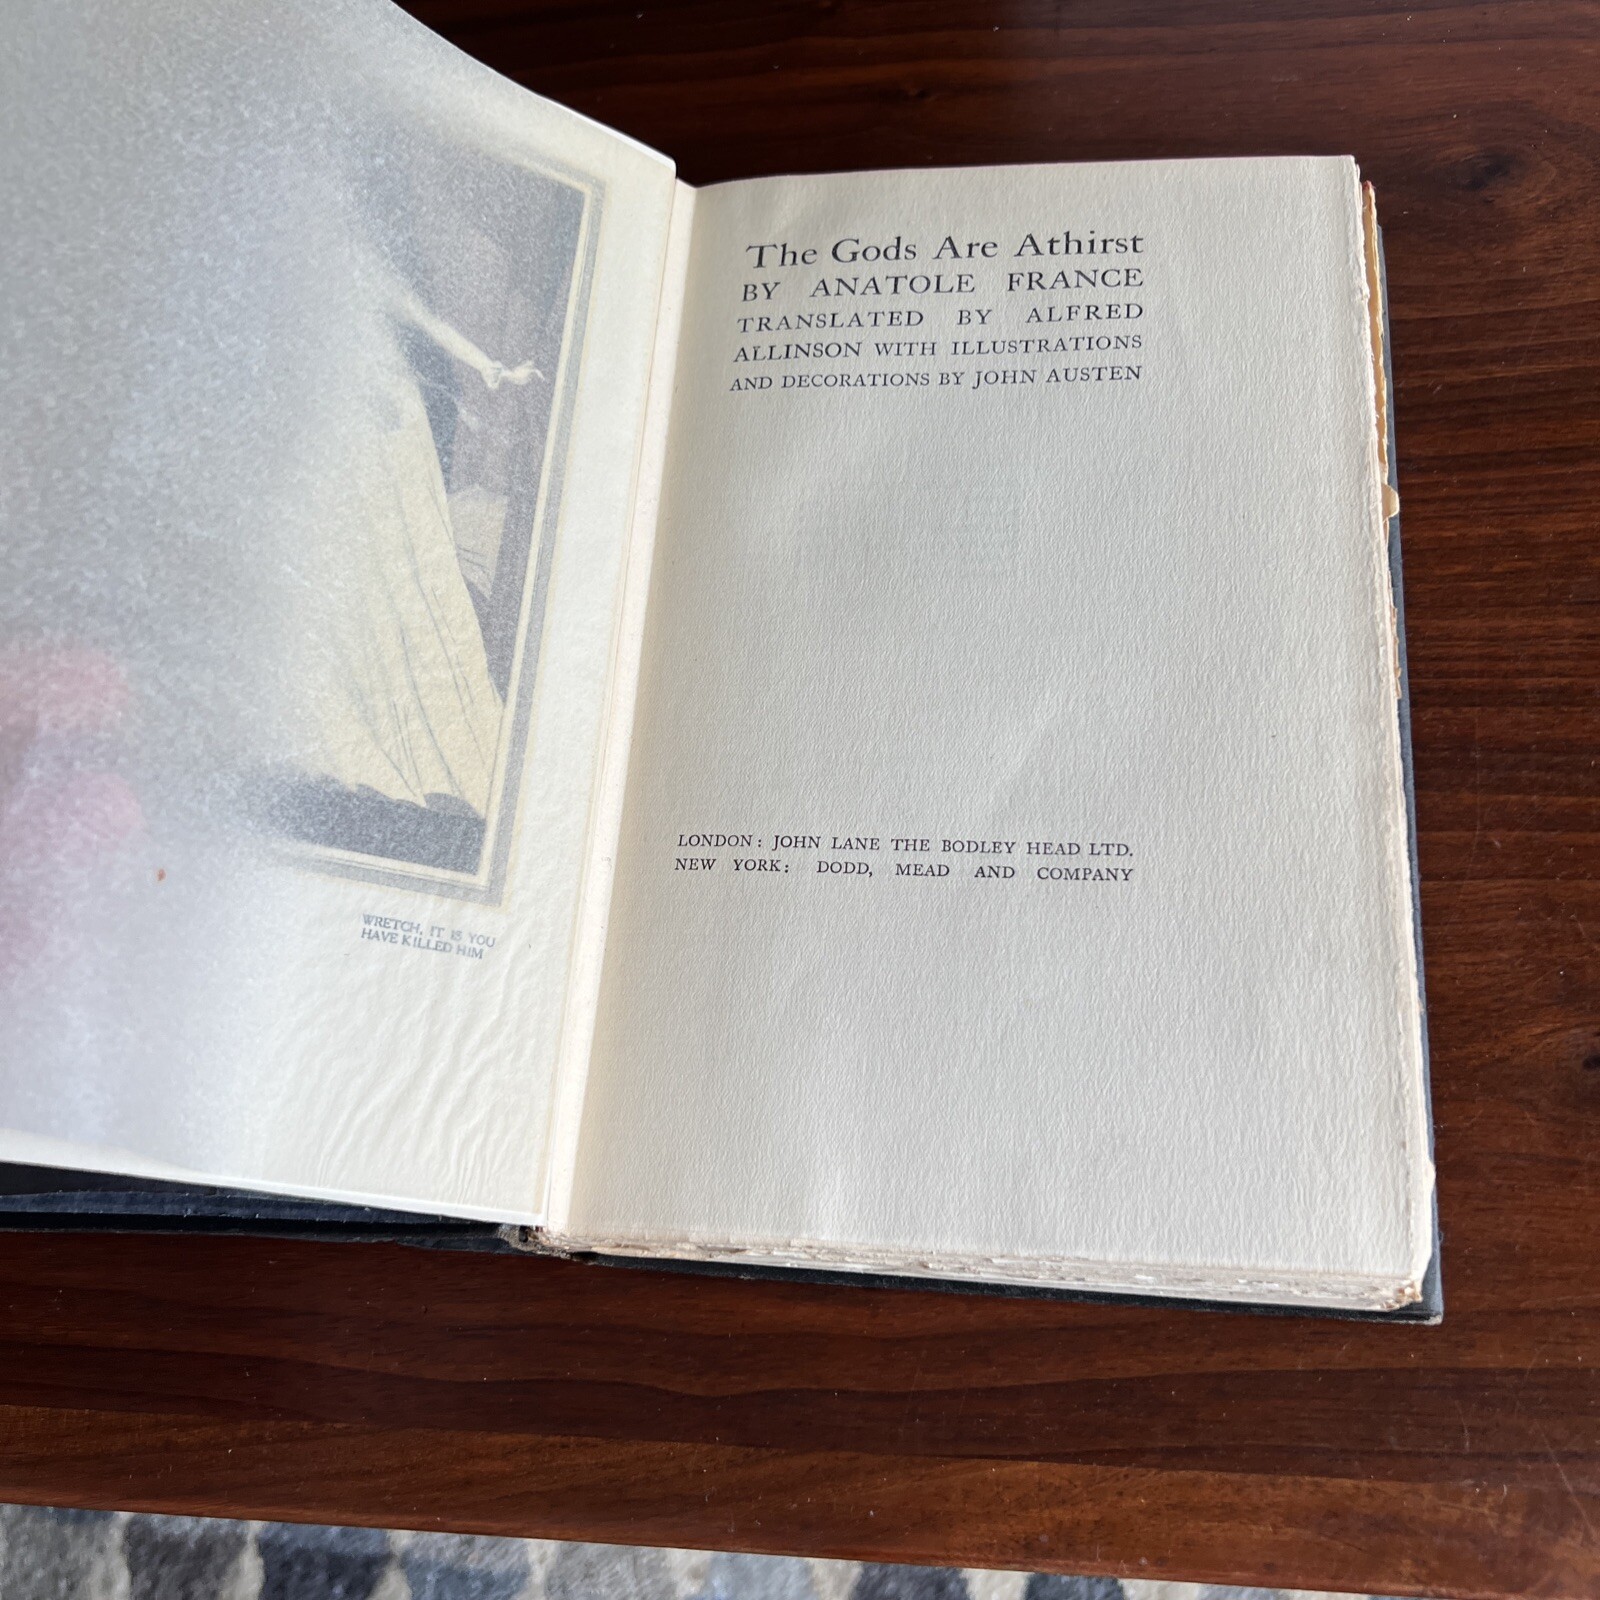 The Gods Are Athirst
BY ANATOLE FRANCE
TRANSLATED BY ALFRED
ALLINSON WITH ILLUSTRATIONS
AND DECORATIONS BY JOHN AUSTEN
LONDON: JOHN LANE THE BODLEY HEAD LTD.
NEW YORK: DODD, MEAD AND COMPANY
WRETCH, IT IS YOU
HAVE KILLED HIM